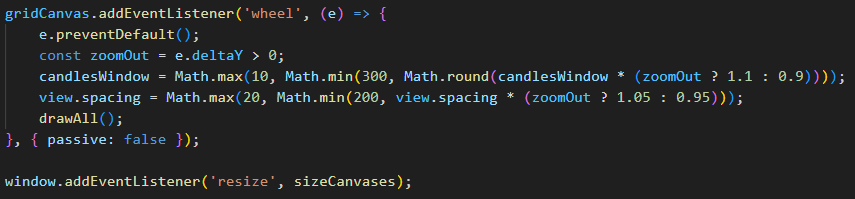 gridCanvas.addEventListener('wheel', (e) => {
    e.preventDefault();
    const zoomOut = e.deltaY > 0;
    candlesWindow = Math.max(10, Math.min(300, Math.round(candlesWindow * (zoomOut ? 1.1 : 0.9))));
    view.spacing = Math.max(20, Math.min(200, view.spacing * (zoomOut ? 1.05 : 0.95)));
    drawAll();
}, { passive: false });

window.addEventListener('resize', sizeCanvases);